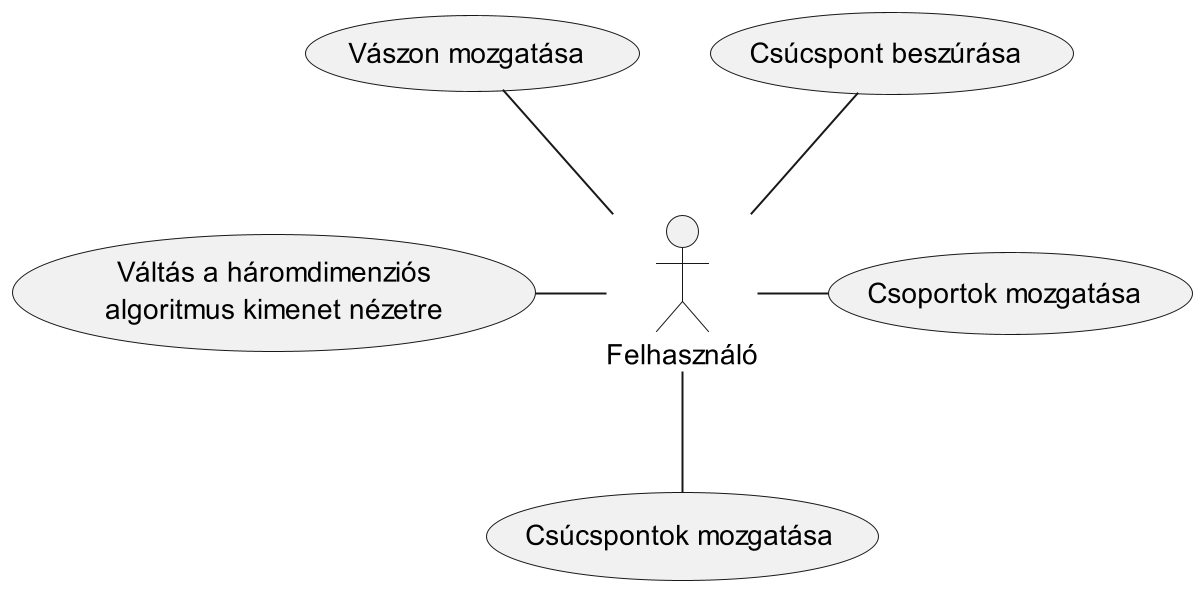 Vászon mozgatása
Csúcspont beszúrása
Váltás a háromdimenziós
algoritmus kimenet nézetre
Csoportok mozgatása
Felhasználó
Csúcspontok mozgatása